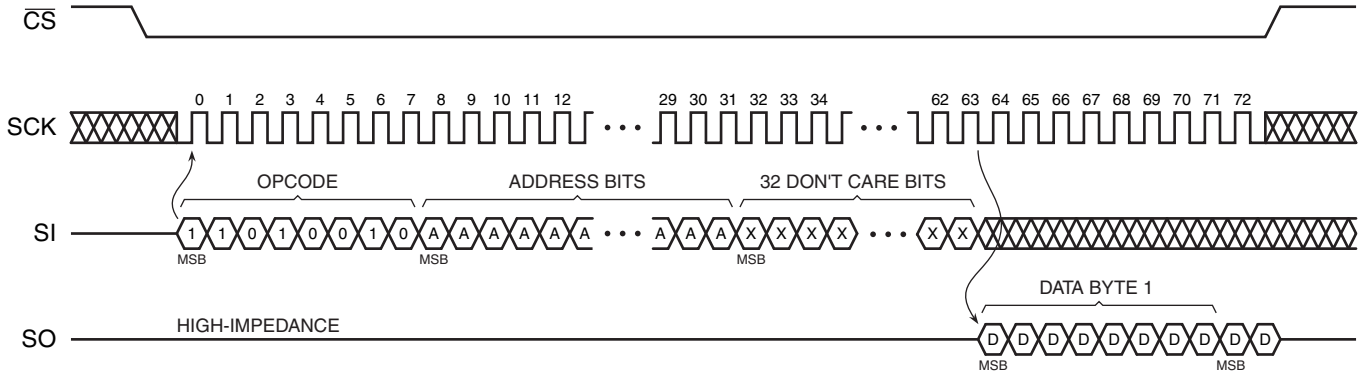 CS
0 1 2 3 4 5 6 7 8 9 10 11 12 29 30 31 32 33 34 62 63 64 65 66 67 68 69 70 71 72
SCK • • • • • •
OPCODE ADDRESS BITS 32 DON'T CARE BITS
SI 1 1 0 1 0 0 1 0 A A A A A A • • • A A A X X X X • • • X X
MSB MSB MSB
DATA BYTE 1
HIGH-IMPEDANCE
SO D D D D D D D D D D
MSB MSB